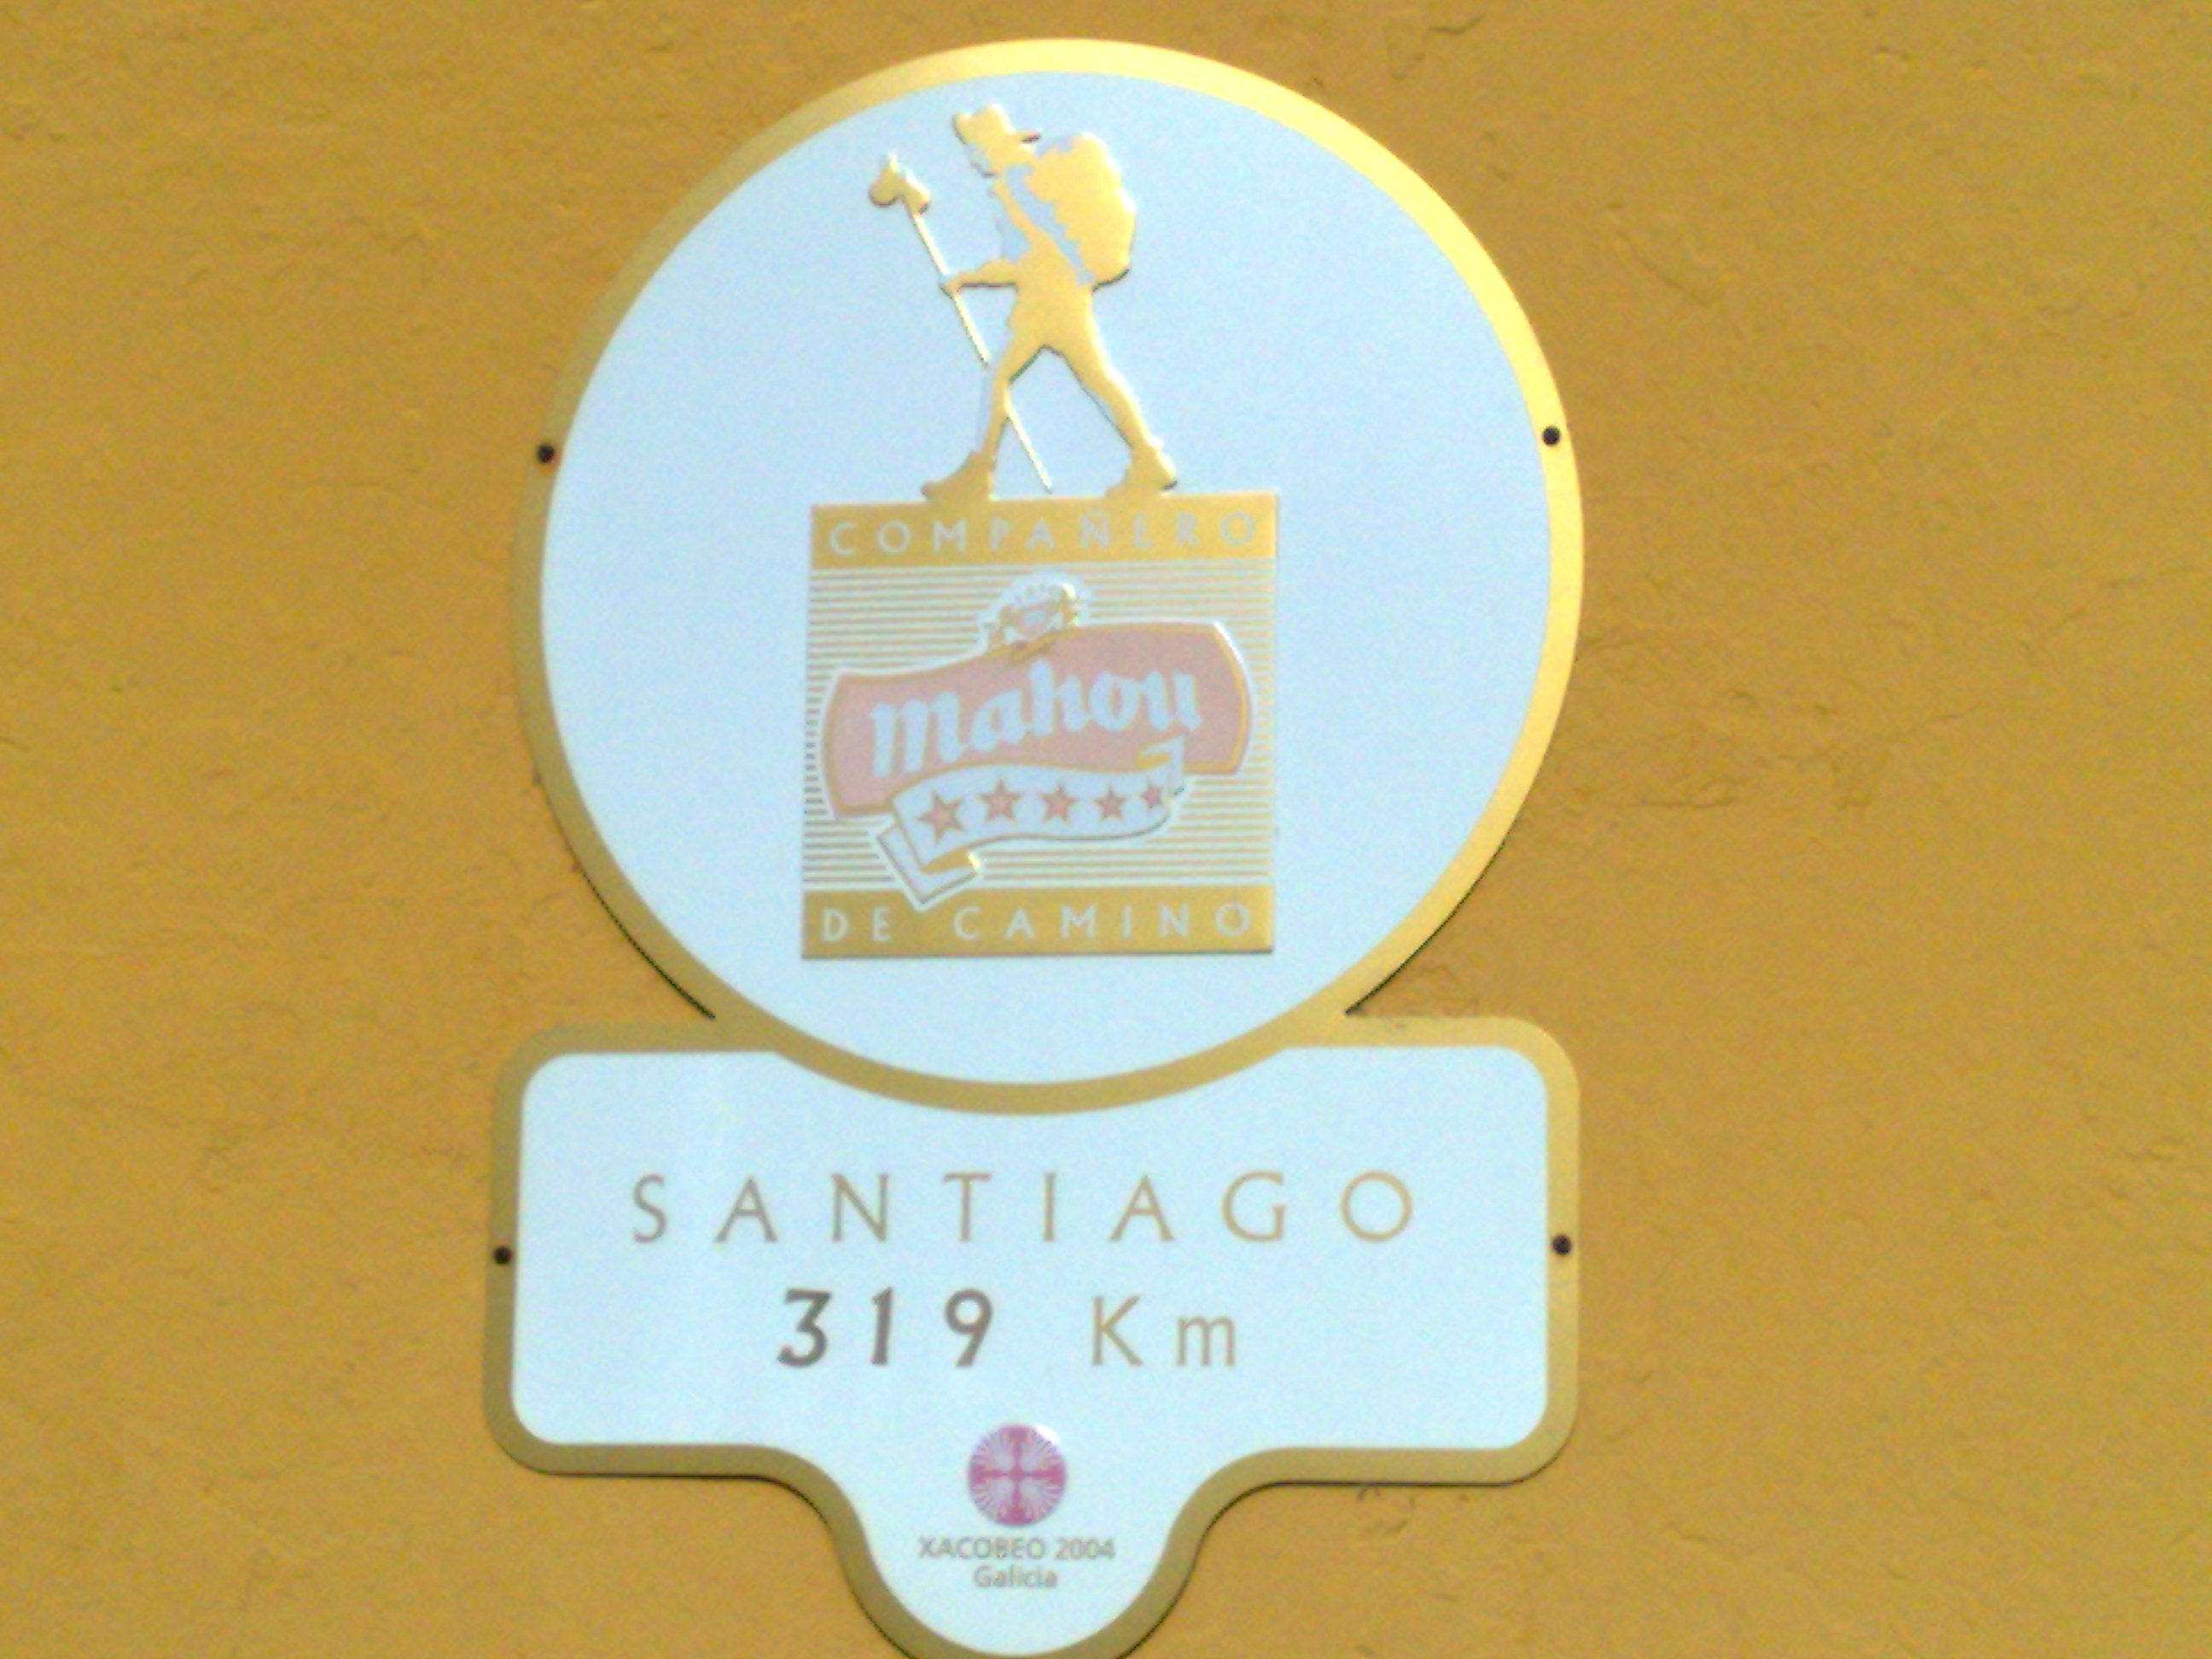 COMPAÑERO
Mahou
DE CAMINO
SANTIAGO
319 Km
XACOBEO 2004
Galicia